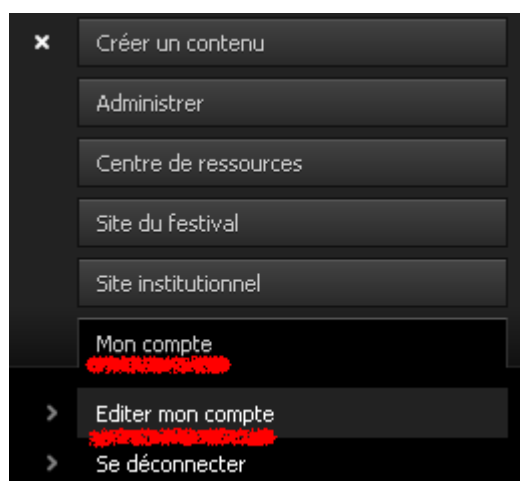 Créer un contenu
Administrer
Centre de ressources
Site du festival
Site institutionnel
Mon compte
Editer mon compte
Se déconnecter